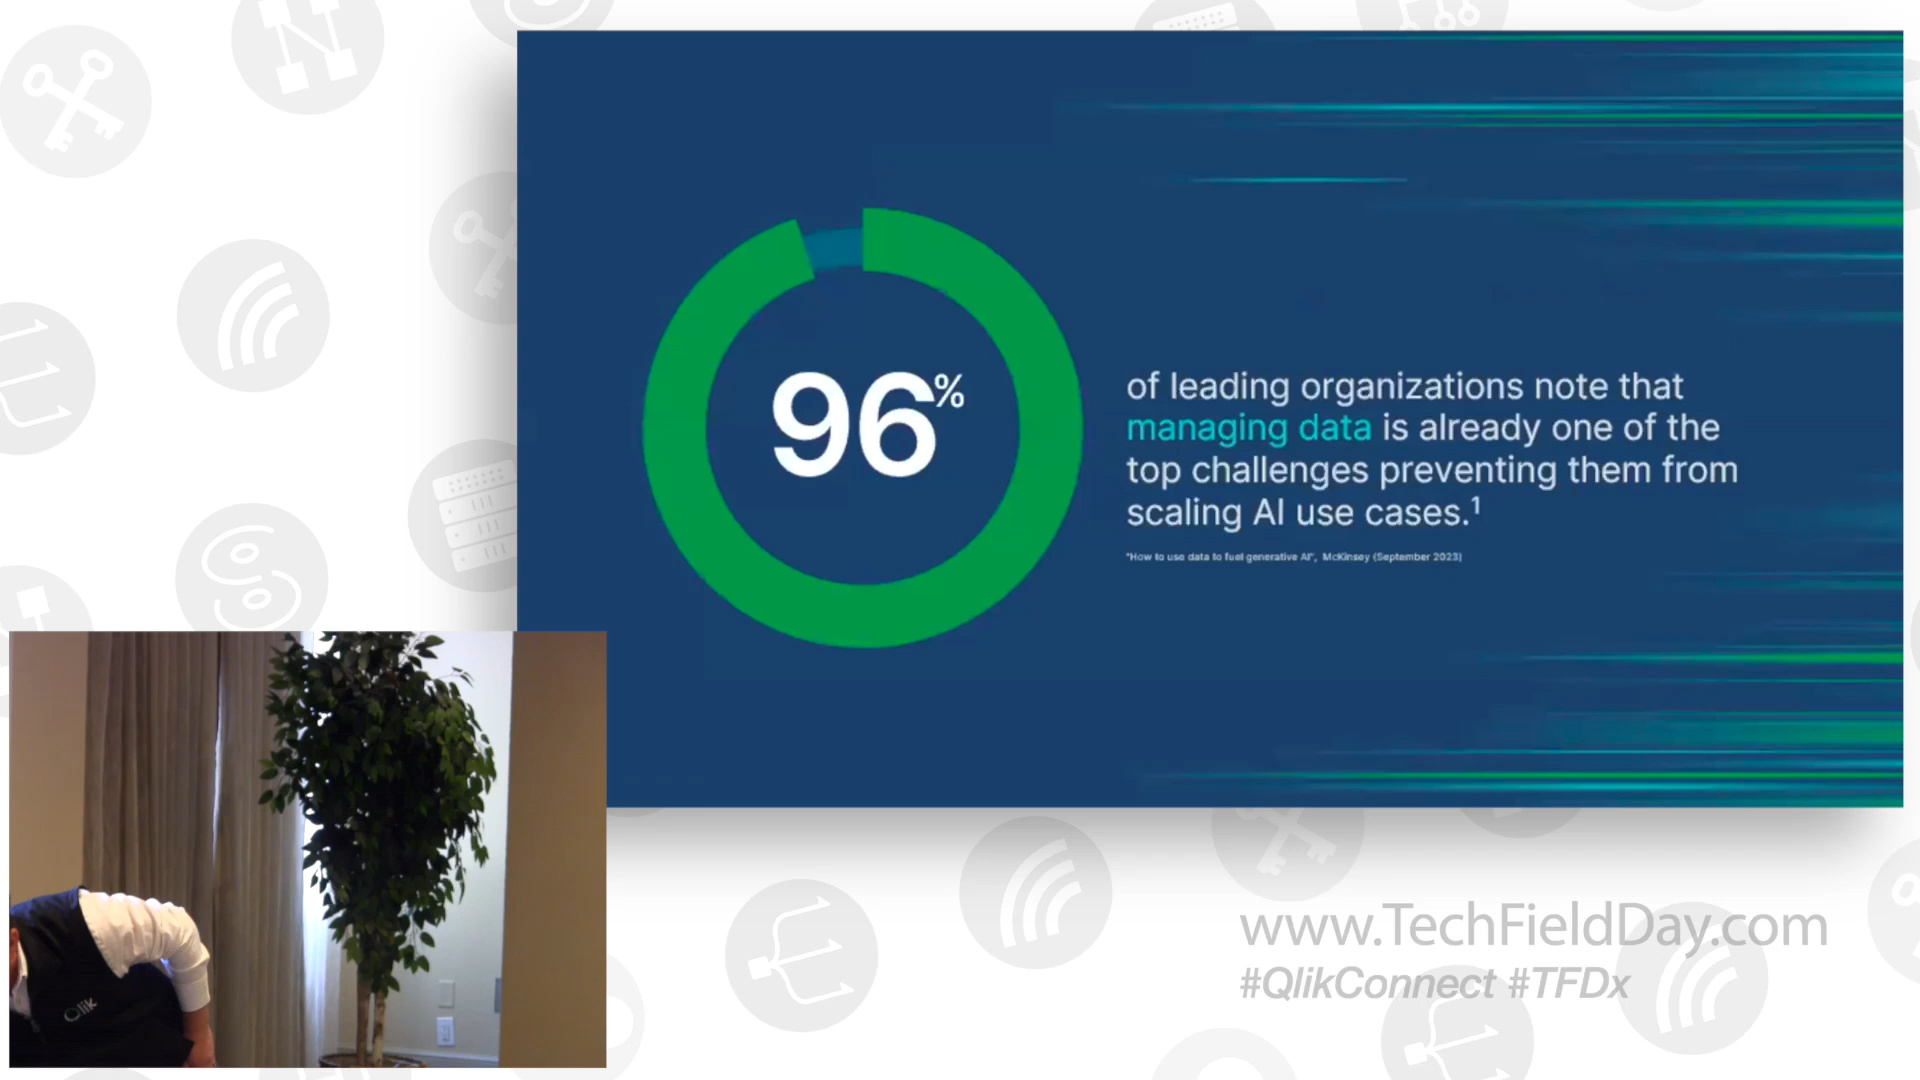 96%
of leading organizations note that
managing data is already one of the
top challenges preventing them from
scaling AI use cases.1
"How to use data to fuel generative AI", McKinsey (September 2023)
Qlik
www.TechFieldDay.com
#QlikConnect #TFDx